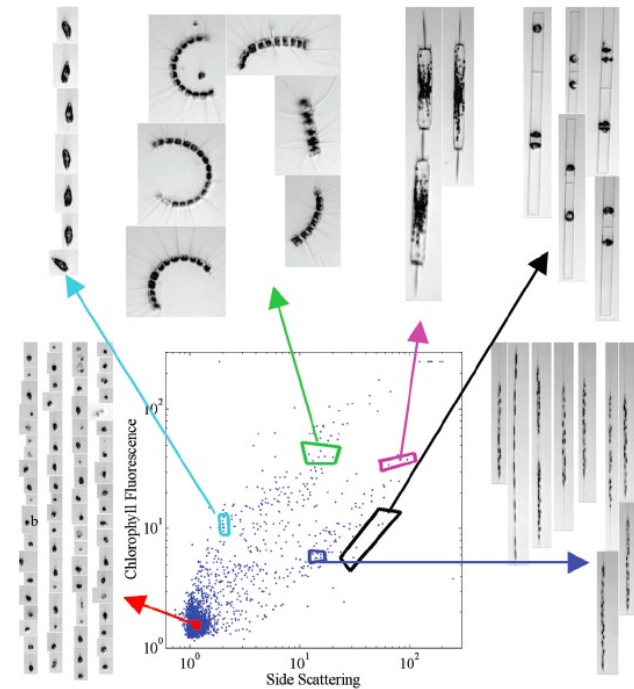 b
Chlorophyll Fluorescence
10²
10¹
10⁰
10⁰
10¹
10²
Side Scattering